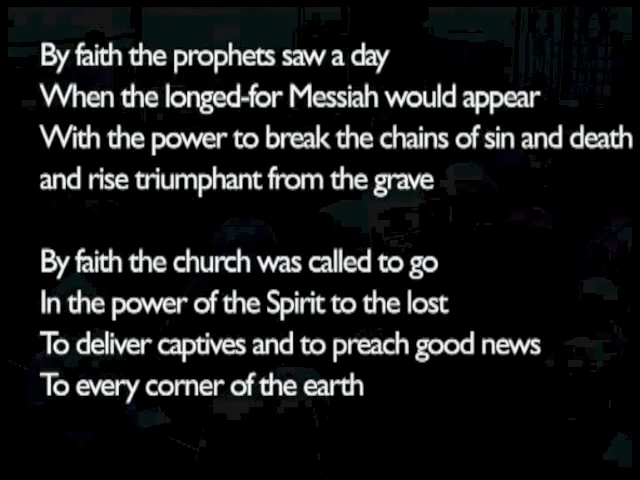 By faith the prophets saw a day
When the longed-for Messiah would appear
With the power to break the chains of sin and death
and rise triumphant from the grave
By faith the church was called to go
In the power of the Spirit to the lost
To deliver captives and to preach good news
To every corner of the earth